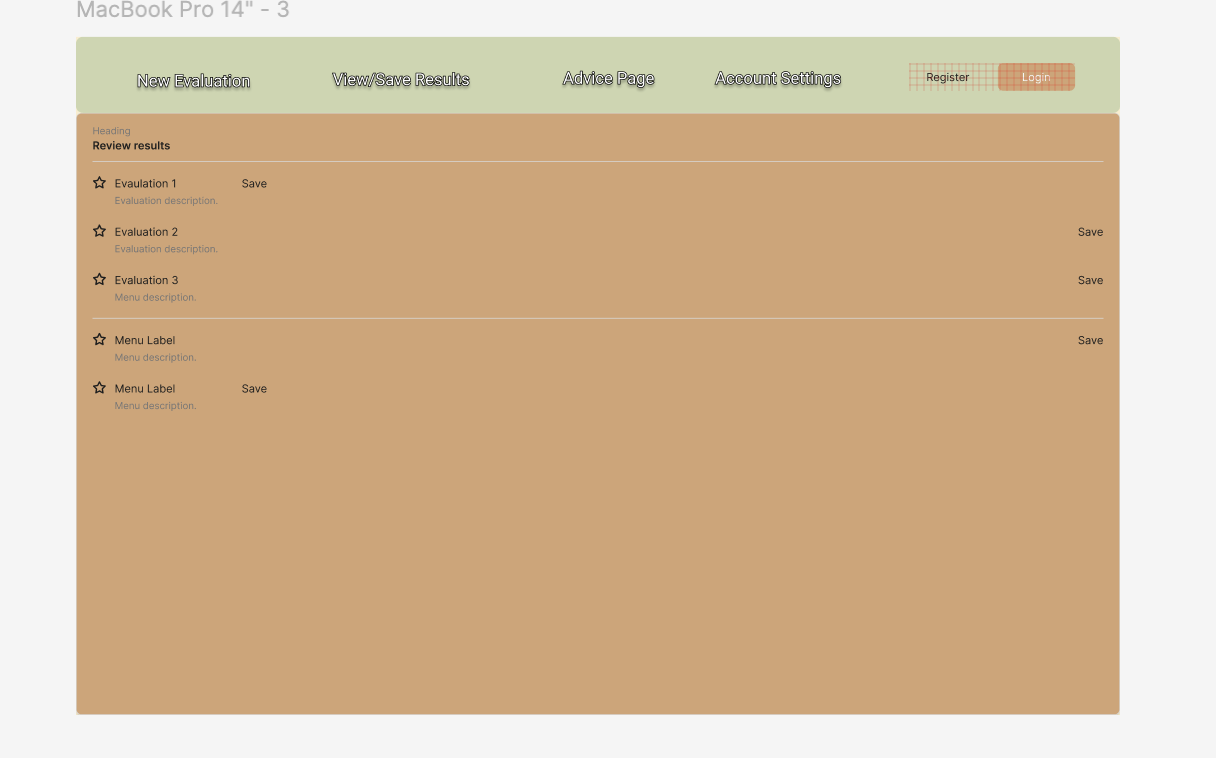 MacBook Pro 14" - 3
New Evaluation View/Save Results Advice Page Account Settings Register Login
Heading
Review results
Evaulation 1 Save
Evaluation description.
Evaluation 2 Save
Evaluation description.
Evaluation 3 Save
Menu description.
Menu Label Save
Menu description.
Menu Label Save
Menu description.